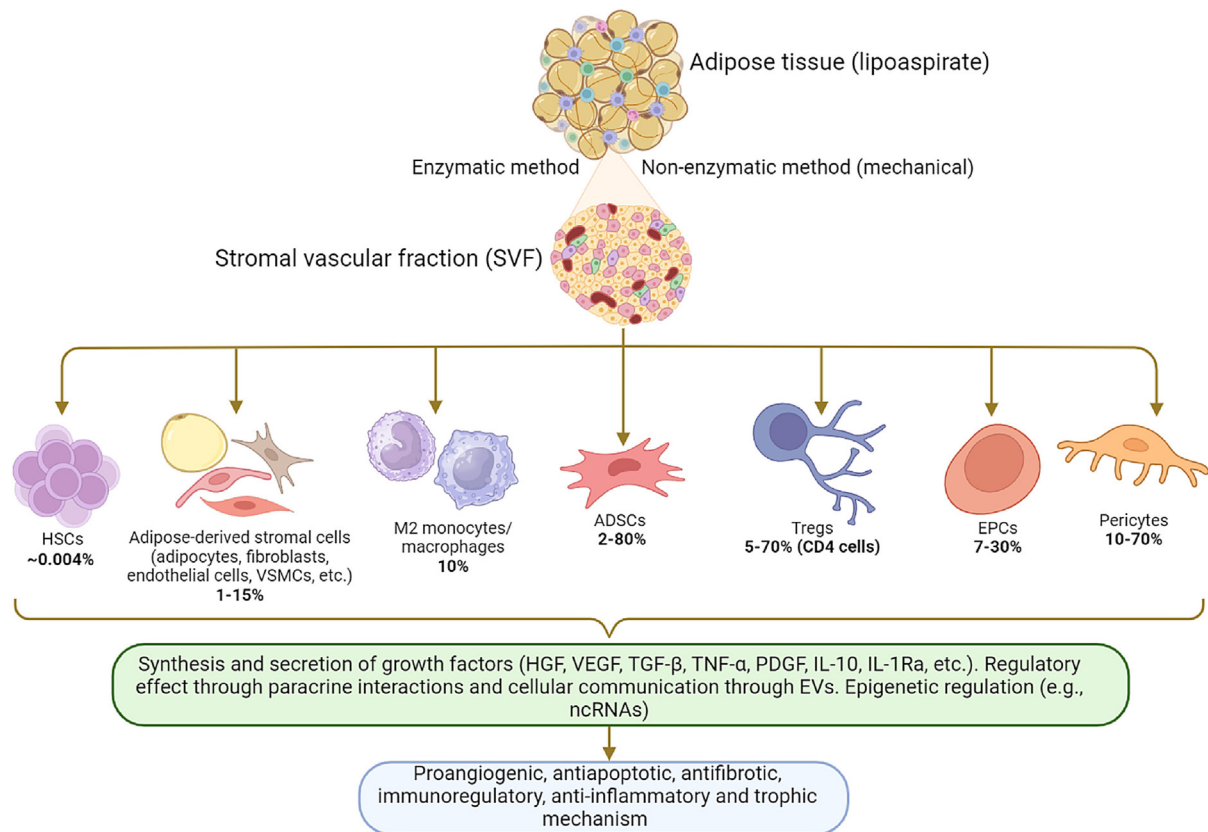 Adipose tissue (lipoaspirate)
Enzymatic method
Non-enzymatic method (mechanical)
Stromal vascular fraction (SVF)
HSCs
~0.004%
Adipose-derived stromal cells
(adipocytes, fibroblasts,
endothelial cells, VSMCs, etc.)
1-15%
M2 monocytes/
macrophages
10%
ADSCs
2-80%
Tregs
5-70% (CD4 cells)
EPCs
7-30%
Pericytes
10-70%
Synthesis and secretion of growth factors (HGF, VEGF, TGF-β, TNF-α, PDGF, IL-10, IL-1Ra, etc.). Regulatory
effect through paracrine interactions and cellular communication through EVs. Epigenetic regulation (e.g.,
ncRNAs)
Proangiogenic, antiapoptotic, antifibrotic,
immunoregulatory, anti-inflammatory and trophic
mechanism